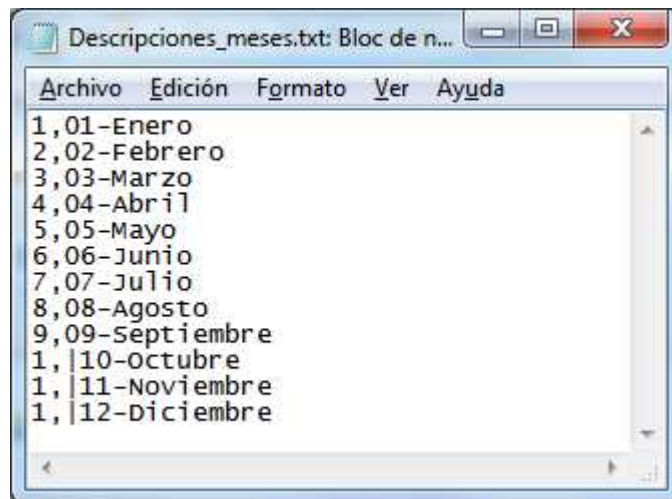 Descripciones_meses.txt: Bloc de n...
Archivo Edición Formato Ver Ayuda
1,01-Enero
2,02-Febrero
3,03-Marzo
4,04-Abril
5,05-Mayo
6,06-Junio
7,07-Julio
8,08-Agosto
9,09-Septiembre
1,|10-Octubre
1,|11-Noviembre
1,|12-Diciembre